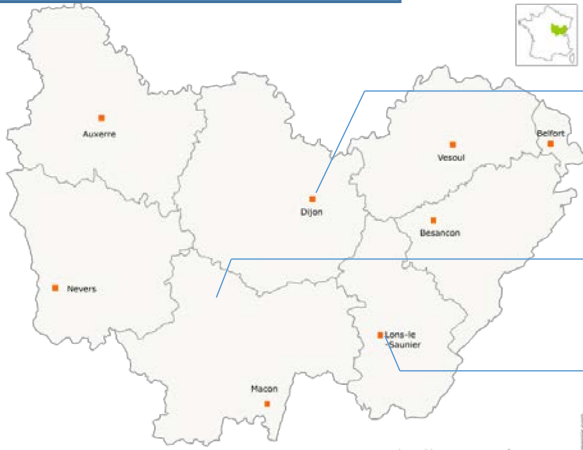 Auxerre
Belfort
Vesoul
Dijon
Besancon
Nevers
Lons-le
-Saunier
Macon